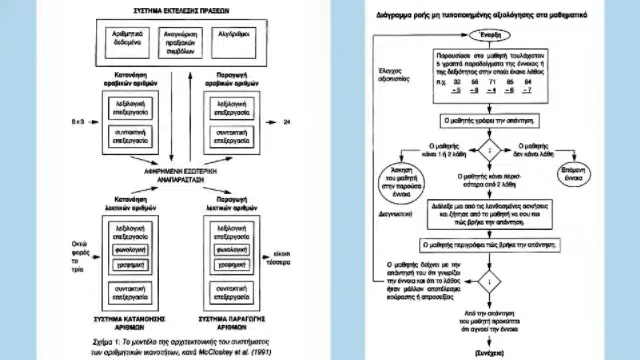 ΣΥΣΤΗΜΑ ΕΚΤΕΛΕΣΗΣ ΠΡΑΞΕΩΝ
Αριθμητικά
δεδομένα
Αναγνώριση
πραξιακών
συμβόλων
Αλγόριθμοι
Κατανόηση
αραβικών αριθμών
Παραγωγή
αραβικών αριθμών
λεξιλογική
επεξεργασία
λεξιλογική
επεξεργασία
8 x 3
24
συντακτική
επεξεργασία
συντακτική
επεξεργασία
ΑΦΗΡΗΜΕΝΗ ΕΣΩΤΕΡΙΚΗ
ΑΝΑΠΑΡΑΣΤΑΣΗ
Κατανόηση
λεκτικών αριθμών
Παραγωγή
λεκτικών αριθμών
λεξιλογική
επεξεργασία
λεξιλογική
επεξεργασία
Οκτώ
φορές το
τρία
φωνολογική
φωνολογική
είκοσι
τέσσερα
γραφημική
γραφημική
συντακτική
επεξεργασία
συντακτική
επεξεργασία
ΣΥΣΤΗΜΑ ΚΑΤΑΝΟΗΣΗΣ
ΑΡΙΘΜΩΝ
ΣΥΣΤΗΜΑ ΠΑΡΑΓΩΓΗΣ
ΑΡΙΘΜΩΝ
Σχήμα 1: Το μοντέλο της αρχιτεκτονικής του συστήματος
των αριθμητικών ικανοτήτων, κατά McCloskey et al. (1991)
Διάγραμμα ροής μη τυποποιημένης αξιολόγησης στα μαθηματικά
Έναρξη
Έλεγχος
αξιοπιστίας
Παρουσίασε στο μαθητή τουλάχιστον
5 γραπτά παραδείγματα της έννοιας ή
της δεξιότητας στην οποία έκανε λάθος
π.χ. 32 56 71 85 64
– 5 – 8 – 4 – 6 – 7
Ο μαθητής γράφει την απάντηση.
Ο μαθητής
κάνει 1 ή 2 λάθη
;
Ο μαθητής
δεν κάνει λάθη
Άσκηση
του μαθητή
στην παρούσα
έννοια
Ο μαθητής κάνει περισ-
σότερα από 2 λάθη
Επόμενη
έννοια
Διαγνωστική
Διάλεξε μια από τις λανθασμένες ασκήσεις
και ζήτησε από το μαθητή να σου πει
πώς βρήκε την απάντηση.
Ο μαθητής περιγράφει πώς βρήκε την απάντηση.
Ο μαθητής δείχνει με την
απάντησή του ότι γνωρίζει
την έννοια και ότι το λάθος
ήταν μάλλον αποτέλεσμα
κούρασης ή απροσεξίας
;
Από την απάντηση
του μαθητή προκύπτει
ότι αγνοεί την έννοια
(Συνέχεια)